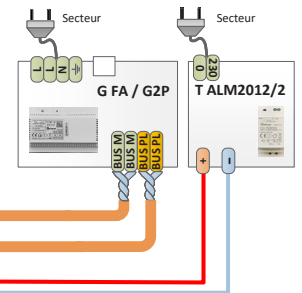 Secteur
Secteur
L
L
N
0
230
G FA / G2P
T ALM2012/2
BUS M
BUS M
BUS PL
BUS PL
+
-